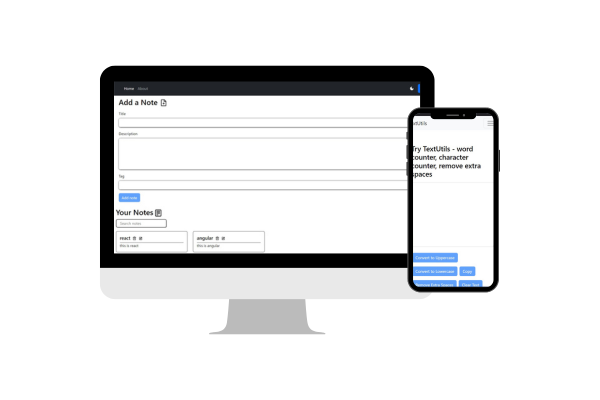 Home About
Add a Note
Title
Description
Tag
Add note
Your Notes
Search notes
react
this is react
angular
this is angular
extUtils
Try TextUtils - word
counter, character
counter, remove extra
spaces
Convert to Uppercase
Convert to Lowercase Copy
Remove Extra Spaces Clear Text